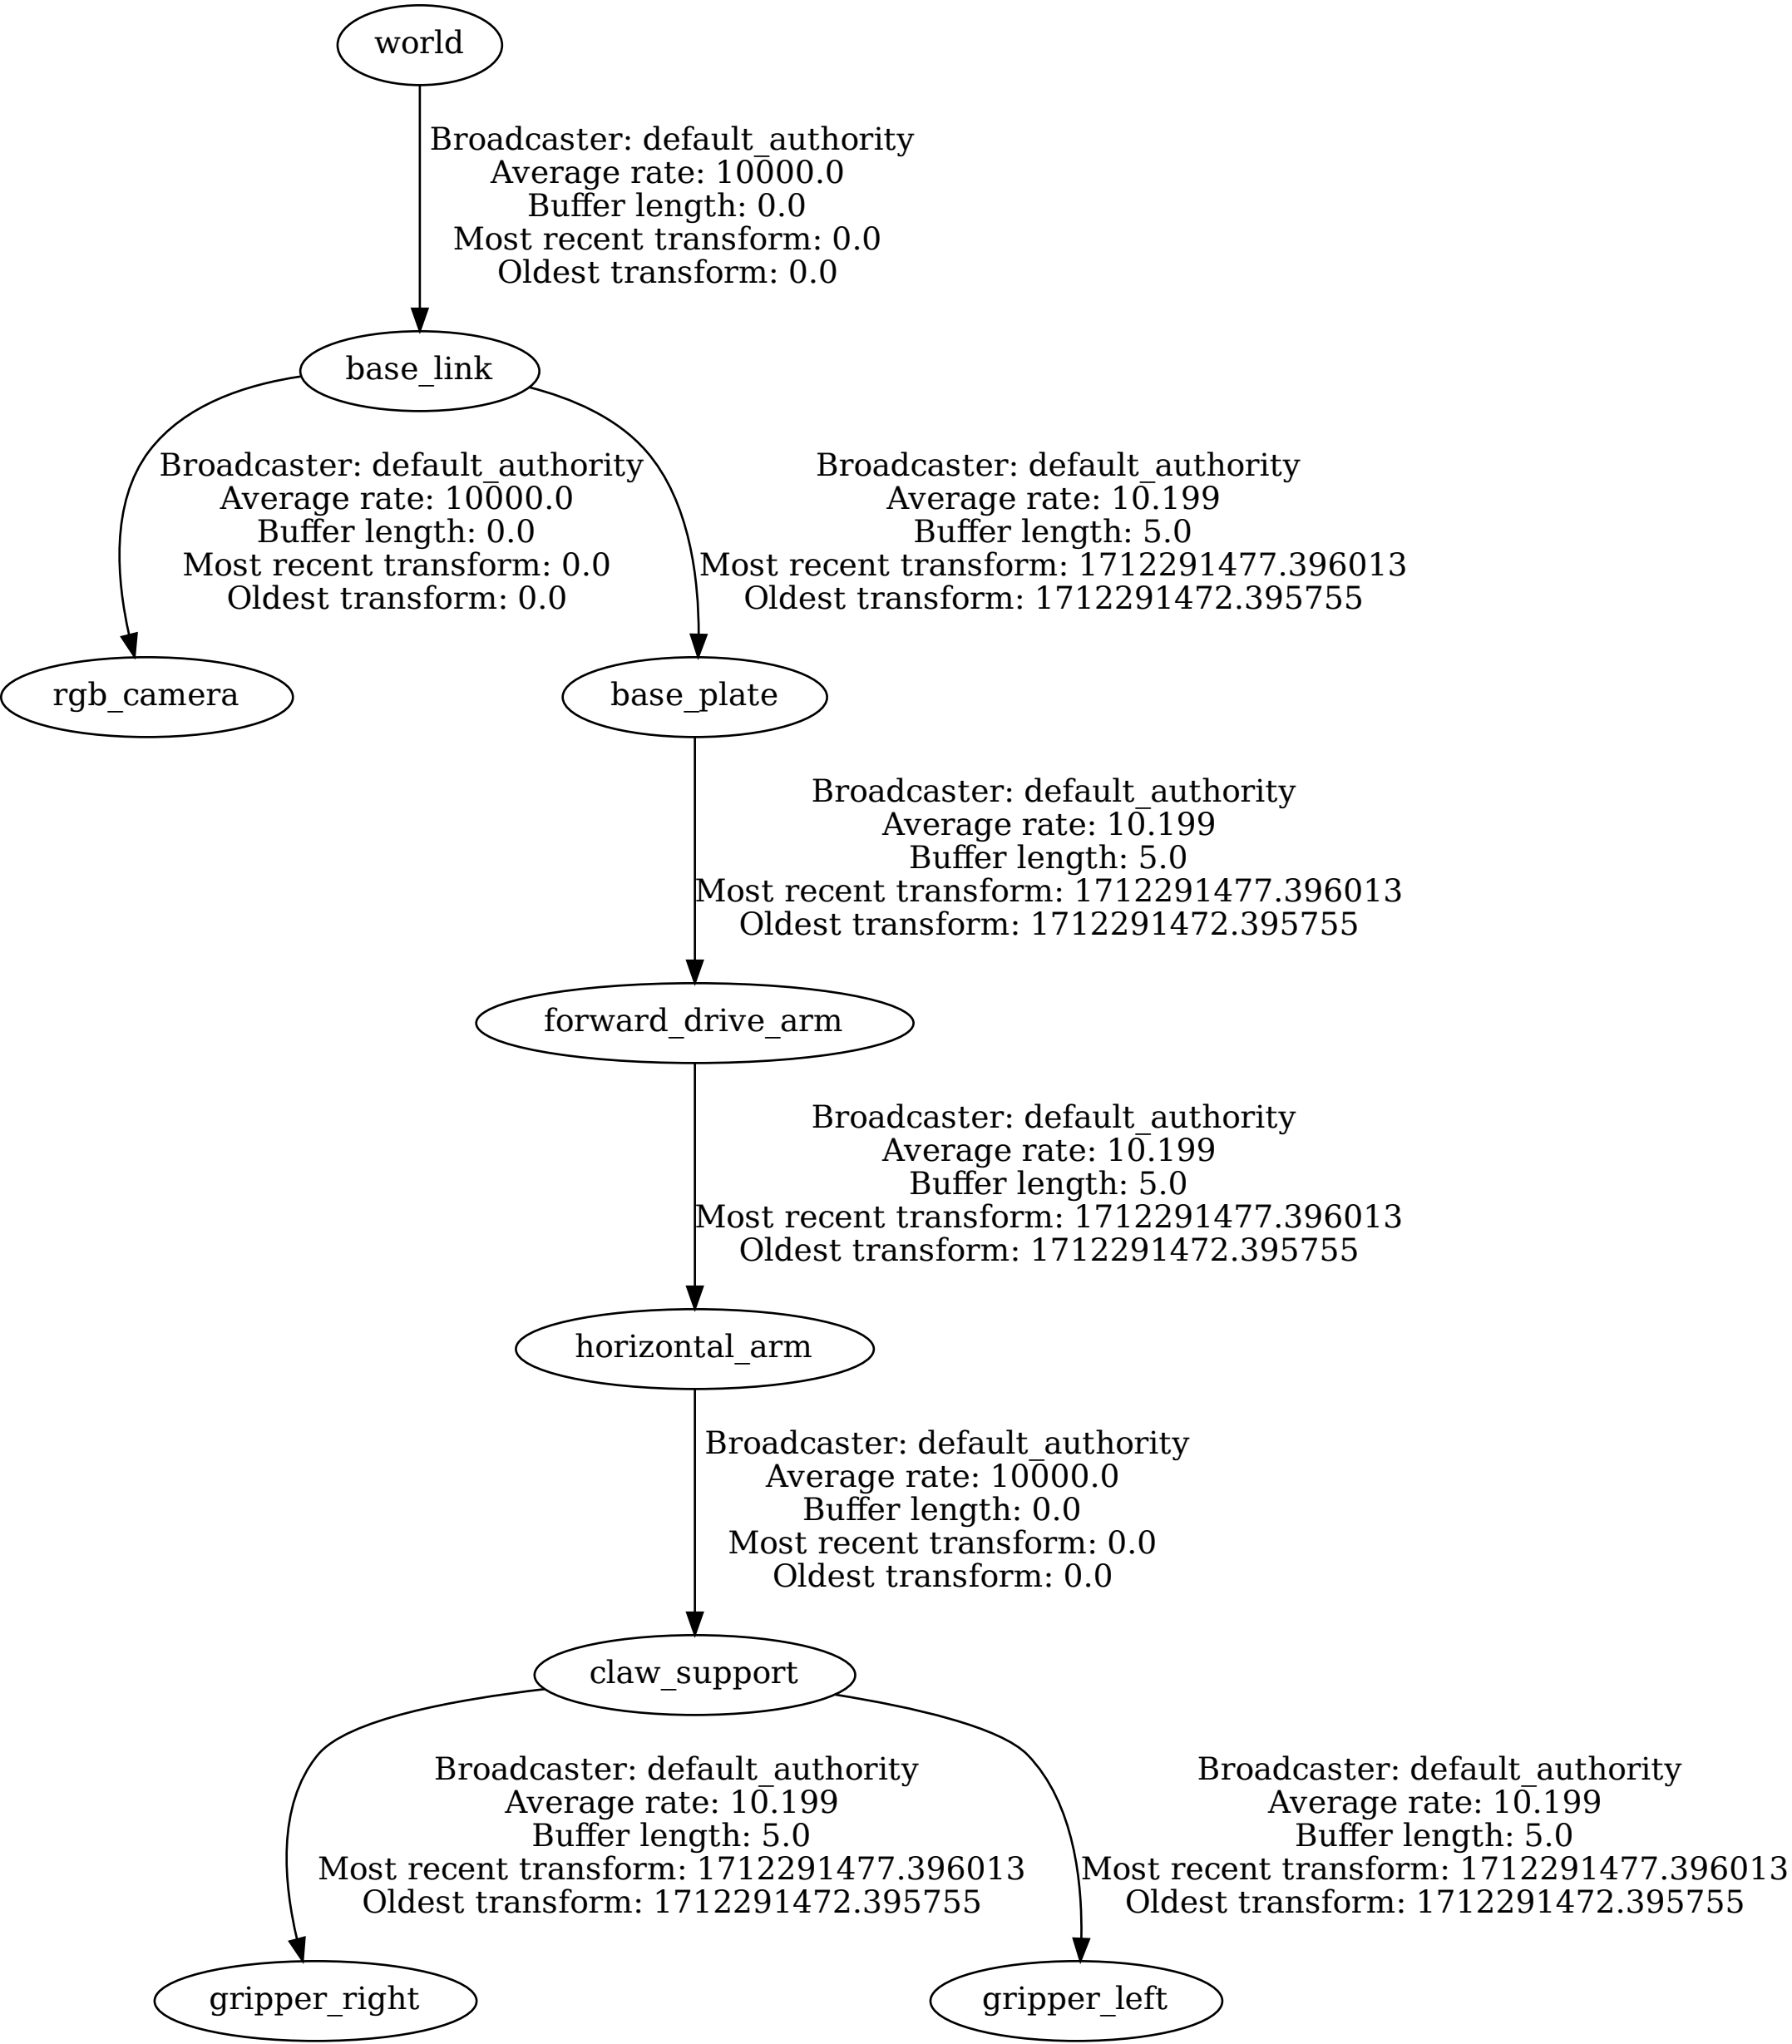 world
Broadcaster: default_authority
Average rate: 10000.0
Buffer length: 0.0
Most recent transform: 0.0
Oldest transform: 0.0
base_link
Broadcaster: default_authority
Average rate: 10000.0
Buffer length: 0.0
Most recent transform: 0.0
Oldest transform: 0.0
Broadcaster: default_authority
Average rate: 10.199
Buffer length: 5.0
Most recent transform: 1712291477.396013
Oldest transform: 1712291472.395755
rgb_camera
base_plate
Broadcaster: default_authority
Average rate: 10.199
Buffer length: 5.0
Most recent transform: 1712291477.396013
Oldest transform: 1712291472.395755
forward_drive_arm
Broadcaster: default_authority
Average rate: 10.199
Buffer length: 5.0
Most recent transform: 1712291477.396013
Oldest transform: 1712291472.395755
horizontal_arm
Broadcaster: default_authority
Average rate: 10000.0
Buffer length: 0.0
Most recent transform: 0.0
Oldest transform: 0.0
claw_support
Broadcaster: default_authority
Average rate: 10.199
Buffer length: 5.0
Most recent transform: 1712291477.396013
Oldest transform: 1712291472.395755
Broadcaster: default_authority
Average rate: 10.199
Buffer length: 5.0
Most recent transform: 1712291477.396013
Oldest transform: 1712291472.395755
gripper_right
gripper_left